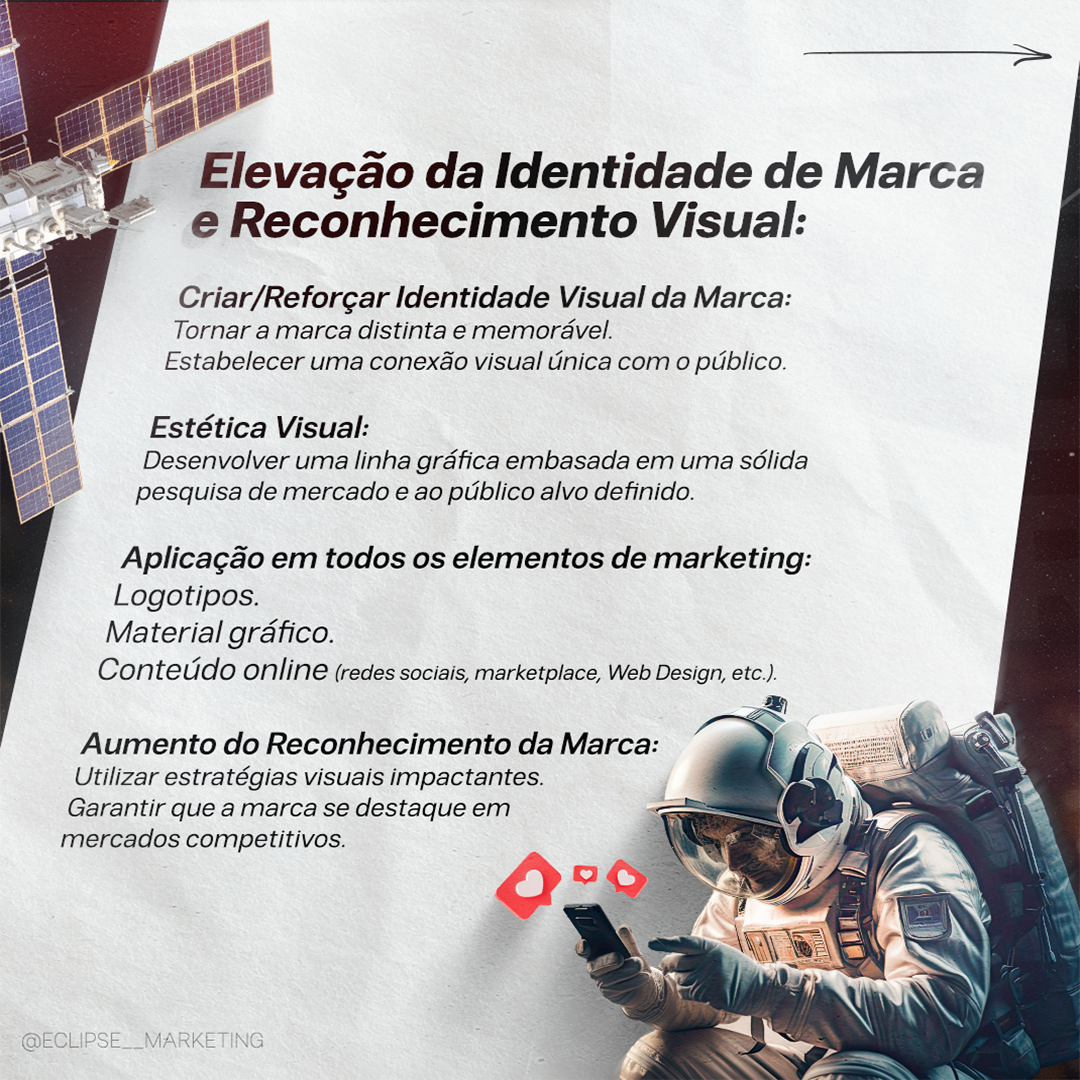 Elevação da Identidade de Marca
e Reconhecimento Visual:
Criar/Reforçar Identidade Visual da Marca:
Tornar a marca distinta e memorável.
Estabelecer uma conexão visual única com o público.
Estética Visual:
Desenvolver uma linha gráfica embasada em uma sólida
pesquisa de mercado e ao público alvo definido.
Aplicação em todos os elementos de marketing:
Logotipos.
Material gráfico.
Conteúdo online (redes sociais, marketplace, Web Design, etc.).
Aumento do Reconhecimento da Marca:
Utilizar estratégias visuais impactantes.
Garantir que a marca se destaque em
mercados competitivos.
@ECLIPSE__MARKETING